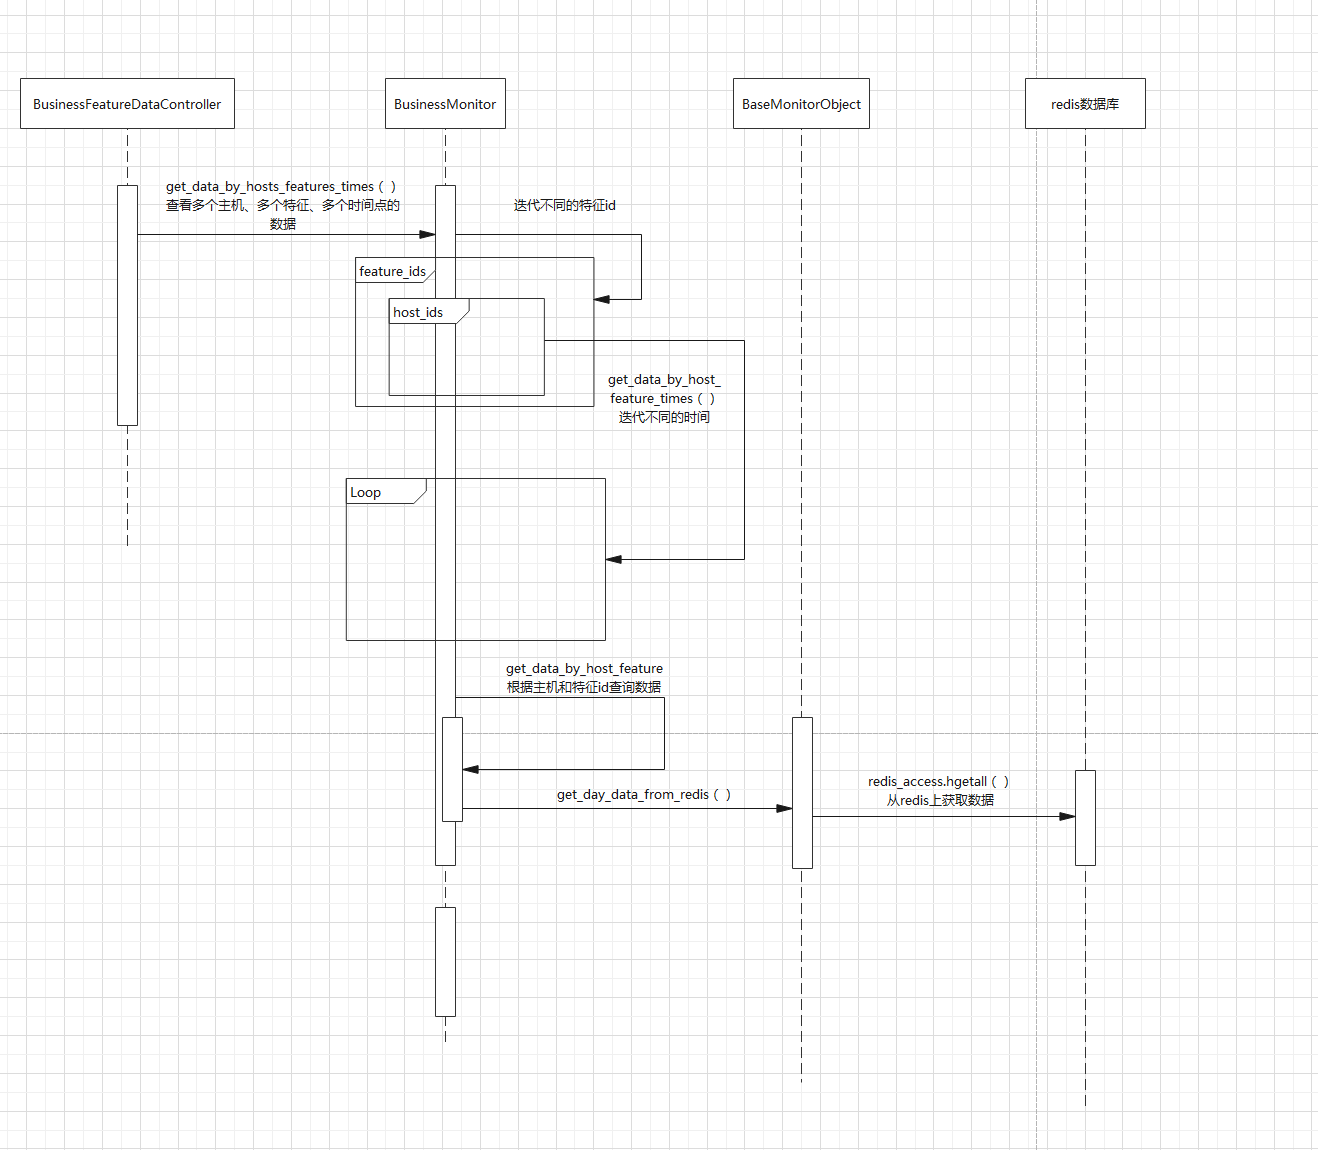 BusinessFeatureDataController
BusinessMonitor
BaseMonitorObject
redis数据库
get_data_by_hosts_features_times（ ）
查看多个主机、多个特征、多个时间点的
数据
迭代不同的特征id
feature_ids
host_ids
get_data_by_host_
feature_times（ ）
迭代不同的时间
Loop
get_data_by_host_feature
根据主机和特征id查询数据
get_day_data_from_redis（ ）
redis_access.hgetall（ ）
从redis上获取数据